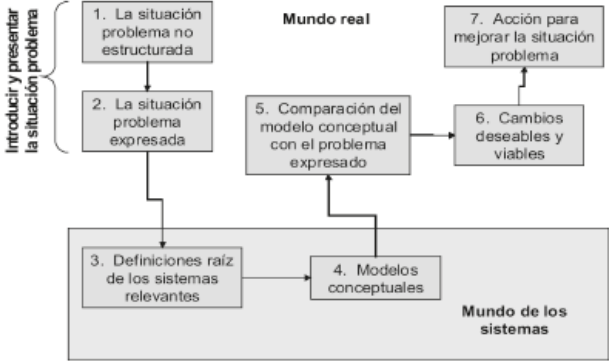 Introducir y presentar
la situación problema
1. La situación
problema no
estructurada
Mundo real
7. Acción para
mejorar la situación
problema
2. La situación
problema
expresada
5. Comparación del
modelo conceptual
con el problema
expresado
6. Cambios
deseables y
viables
3. Definiciones raíz
de los sistemas
relevantes
4. Modelos
conceptuales
Mundo de los
sistemas